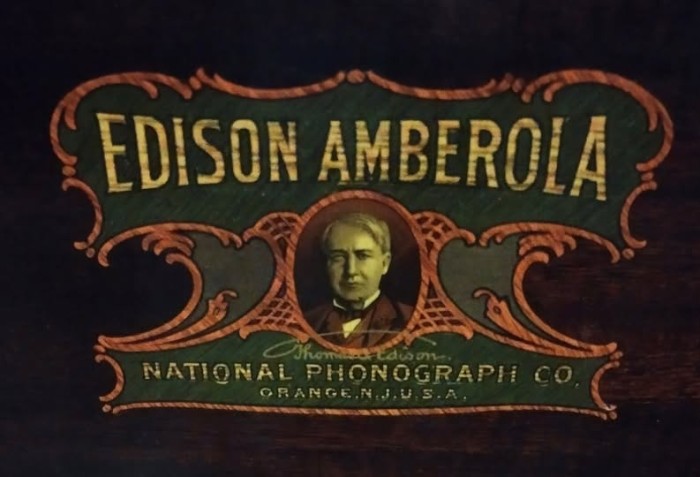 EDISON AMBEROLA
Thomas A Edison.
NATIONAL PHONOGRAPH CO.
ORANGE, N.J. U.S.A.